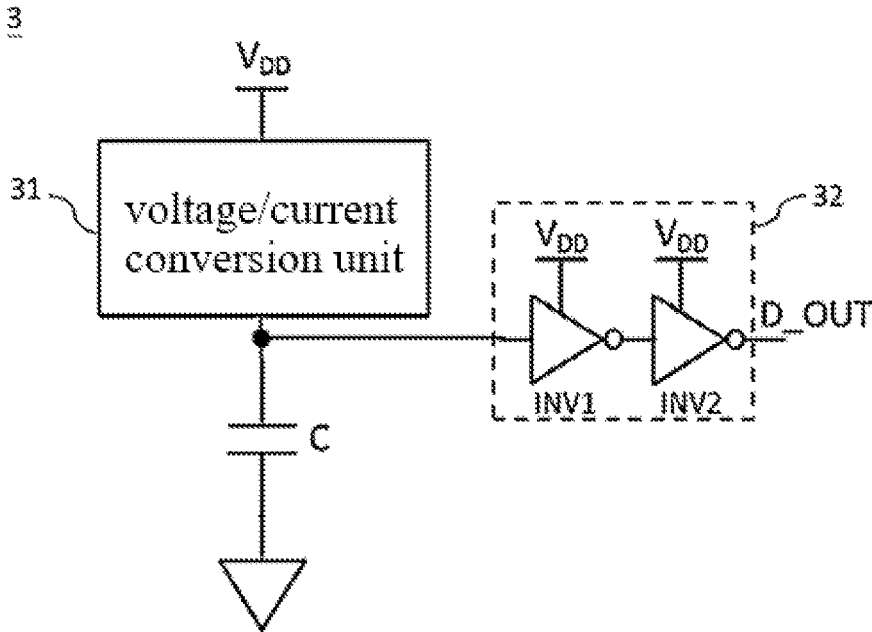 3
VDD
31
voltage/current
conversion unit
32
VDD
VDD
D_OUT
INV1
INV2
C